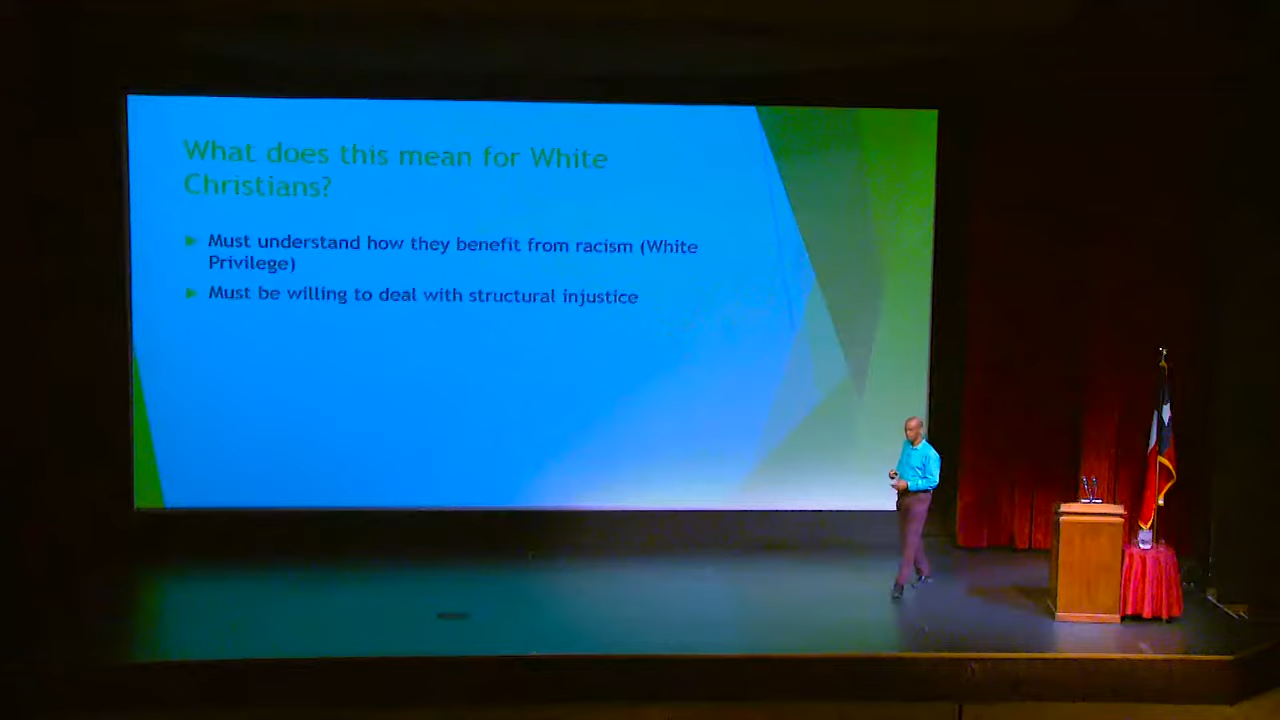 What does this mean for White
Christians?
Must understand how they benefit from racism (White
Privilege)
Must be willing to deal with structural injustice